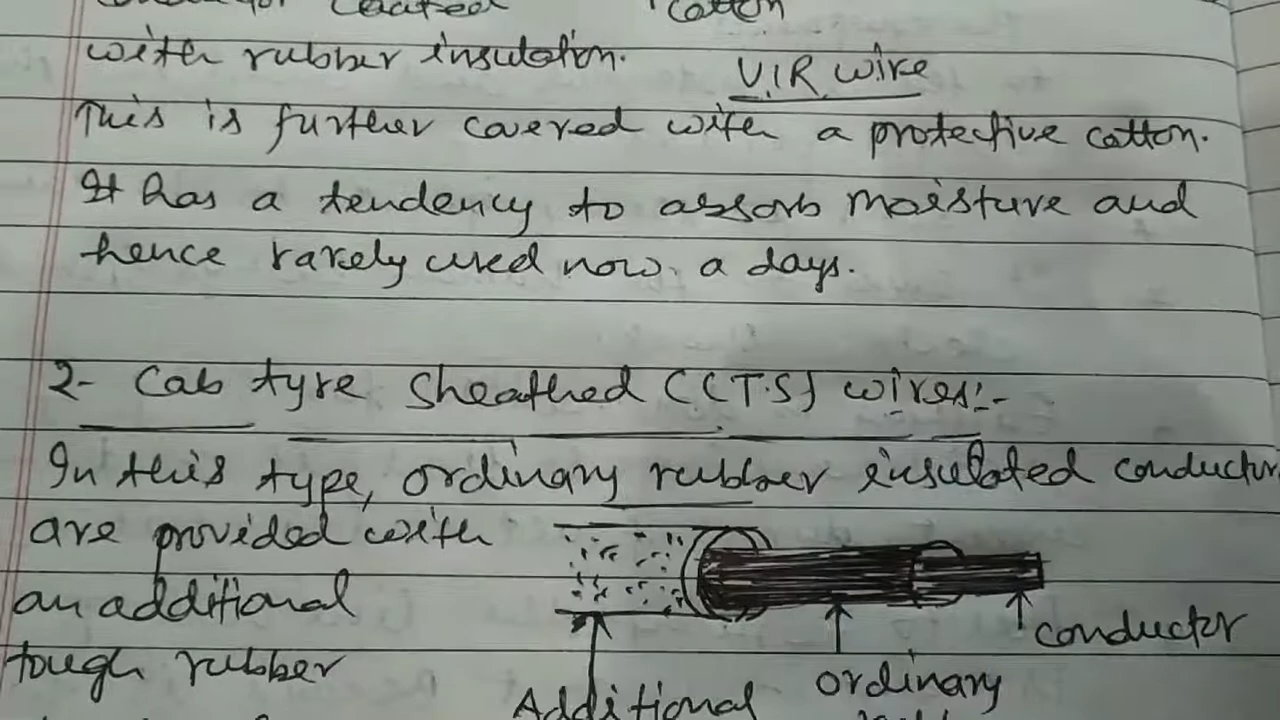 coated cotton
with rubber insulation.
V.I.R. wire
This is further covered with a protective cotton.
It has a tendency to absorb moisture and
hence rarely used now. a days.
2- Cab tyre Sheathed (C.T.S) wires:-
In this type, ordinary rubber insulated conductor
are provided with
an additional
conductor
tough rubber
ordinary
Additional